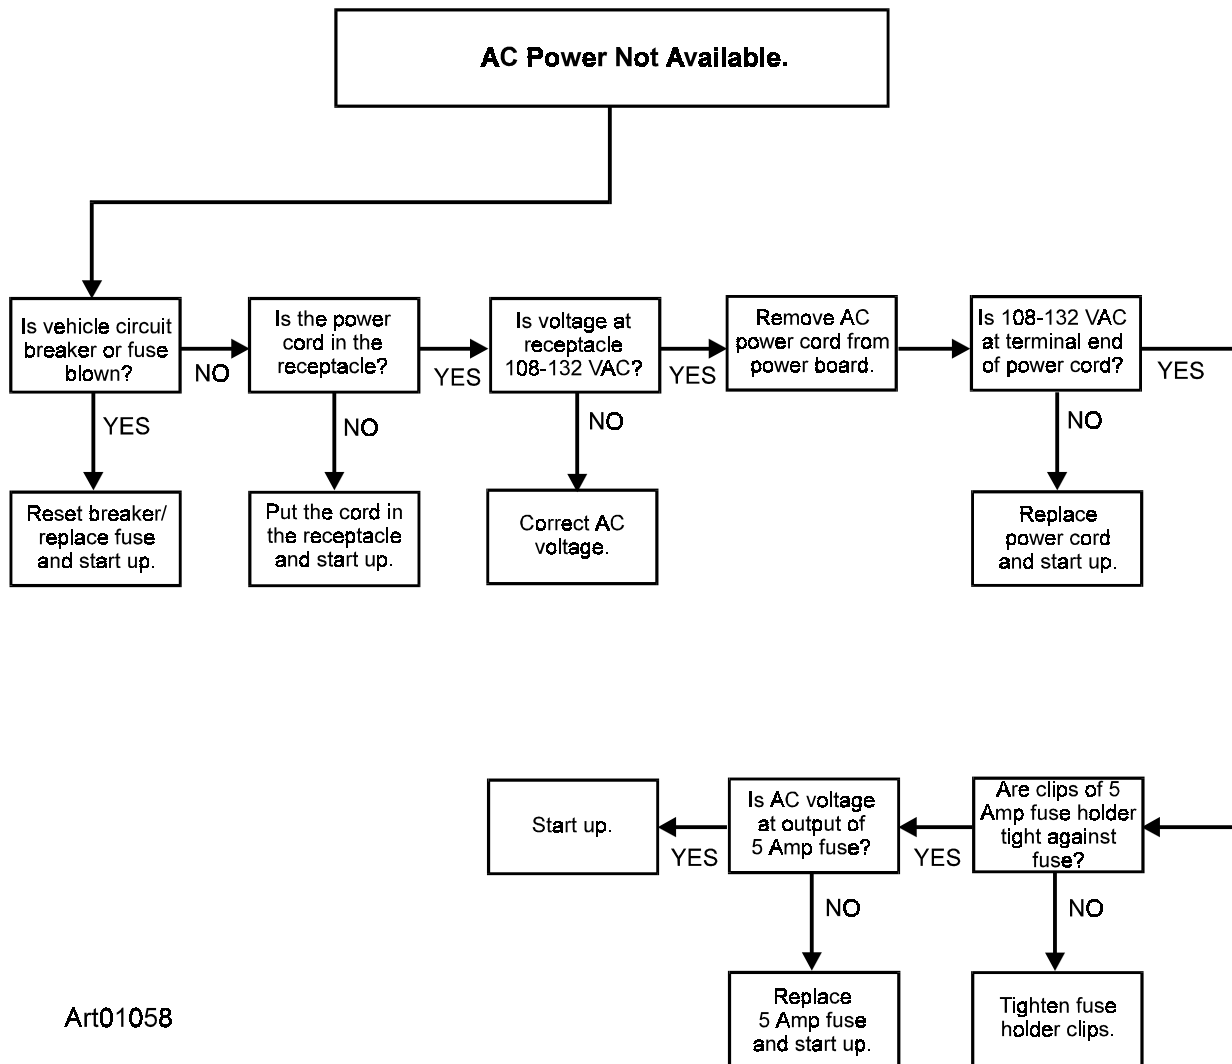 AC Power Not Available.
Is vehicle circuit
breaker or fuse
blown?
NO
Is the power
cord in the
receptacle?
YES
Is voltage at
receptacle
108-132 VAC?
YES
Remove AC
power cord from
power board.
Is 108-132 VAC
at terminal end
of power cord?
YES
YES
NO
NO
NO
Reset breaker/
replace fuse
and start up.
Put the cord in
the receptacle
and start up.
Correct AC
voltage.
Replace
power cord
and start up.
Start up.
YES
Is AC voltage
at output of
5 Amp fuse?
YES
Are clips of 5
Amp fuse holder
tight against
fuse?
NO
NO
Replace
5 Amp fuse
and start up.
Tighten fuse
holder clips.
Art01058